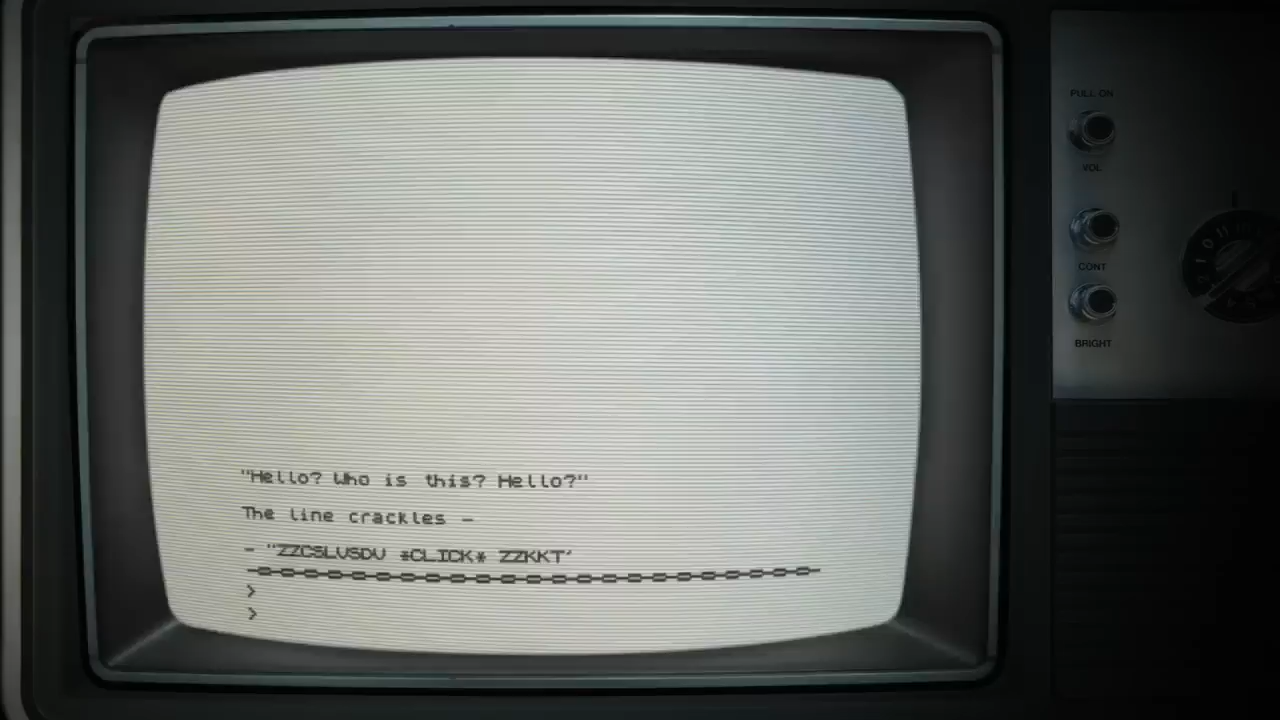 "Hello? Who is this? Hello?"
The line crackles -
- "ZZCSLVSDV *CLICK* ZZKKT'
>
>
PULL ON
VOL
CONT
BRIGHT